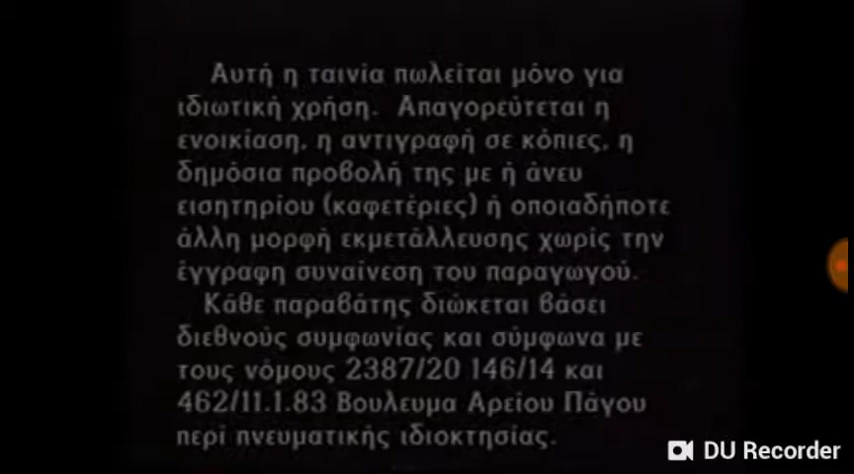 Αυτή η ταινία πωλείται μόνο για
ιδιωτική χρήση. Απαγορεύτεται η
ενοικίαση, η αντιγραφή σε κόπιες, η
δημόσια προβολή της με ή άνευ
εισητηρίου (καφετέριες) ή οποιαδήποτε
άλλη μορφή εκμετάλλευσης χωρίς την
έγγραφη συναίνεση του παραγωγού.
Κάθε παραβάτης διώκεται βάσει
διεθνούς συμφωνίας και σύμφωνα με
τους νόμους 2387/20 146/14 και
462/11.1.83 Βουλευμα Αρείου Πάγου
περί πνευματικής ιδιοκτησίας.
DU Recorder